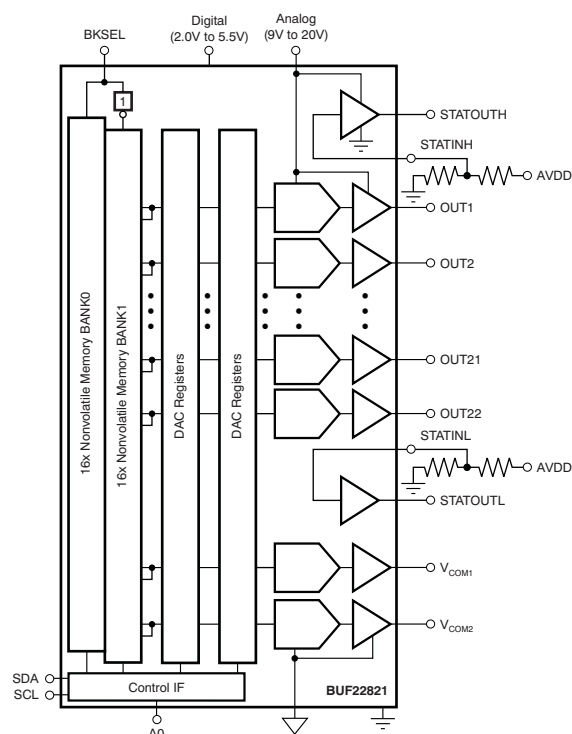 Digital
(2.0V to 5.5V)
Analog
(9V to 20V)
BKSEL
1
STATOUTH
STATINH
AVDD
OUT1
OUT2
16x Nonvolatile Memory BANK0
16x Nonvolatile Memory BANK1
DAC Registers
DAC Registers
OUT21
OUT22
STATINL
AVDD
STATOUTL
VCOM1
VCOM2
SDA
SCL
Control IF
BUF22821
A0